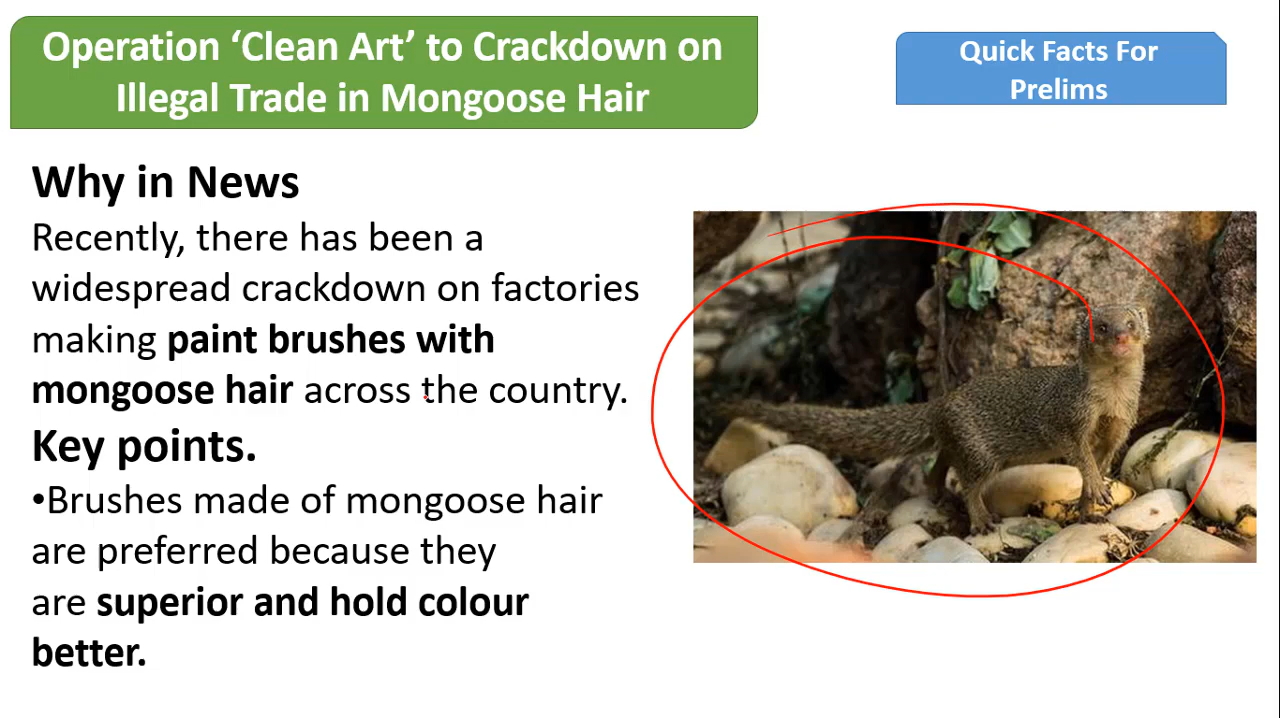 Operation ‘Clean Art’ to Crackdown on
Illegal Trade in Mongoose Hair
Quick Facts For
Prelims
Why in News
Recently, there has been a
widespread crackdown on factories
making paint brushes with
mongoose hair across the country.
Key points.
•Brushes made of mongoose hair
are preferred because they
are superior and hold colour
better.